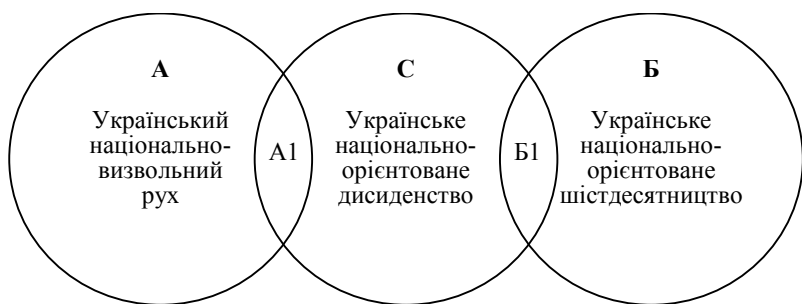 А
Український
національно-
визвольний
рух
А1
С
Українське
національно-
орієнтоване
дисиденство
Б1
Б
Українське
національно-
орієнтоване
шістдесятництво